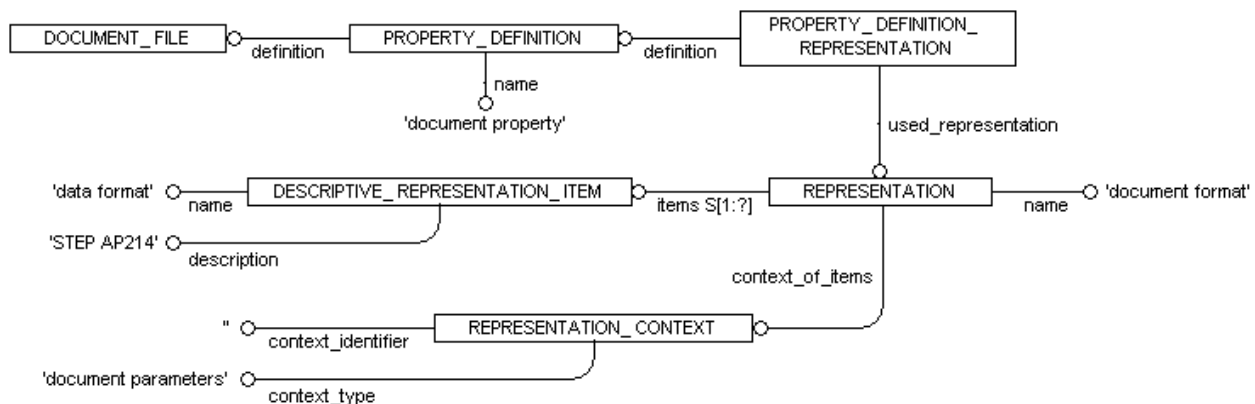 PROPERTY_DEFINITION_
REPRESENTATION
DOCUMENT_FILE
definition
PROPERTY_DEFINITION
definition
name
'document property'
used_representation
'data format'
name
DESCRIPTIVE_REPRESENTATION_ITEM
items S[1:?]
REPRESENTATION
name
'document format'
'STEP AP214'
description
context_of_items
''
context_identifier
REPRESENTATION_CONTEXT
'document parameters'
context_type